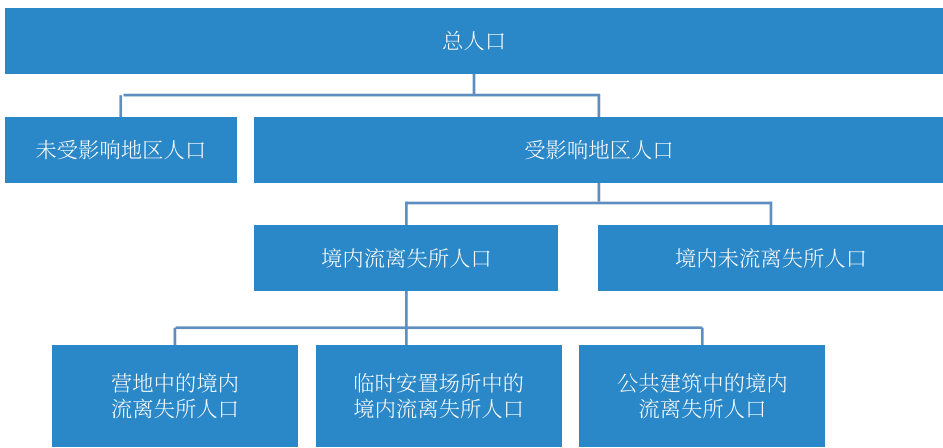 总人口
未受影响地区人口
受影响地区人口
境内流离失所人口
境内未流离失所人口
营地中的境内
流离失所人口
临时安置场所中的
境内流离失所人口
公共建筑中的境内
流离失所人口